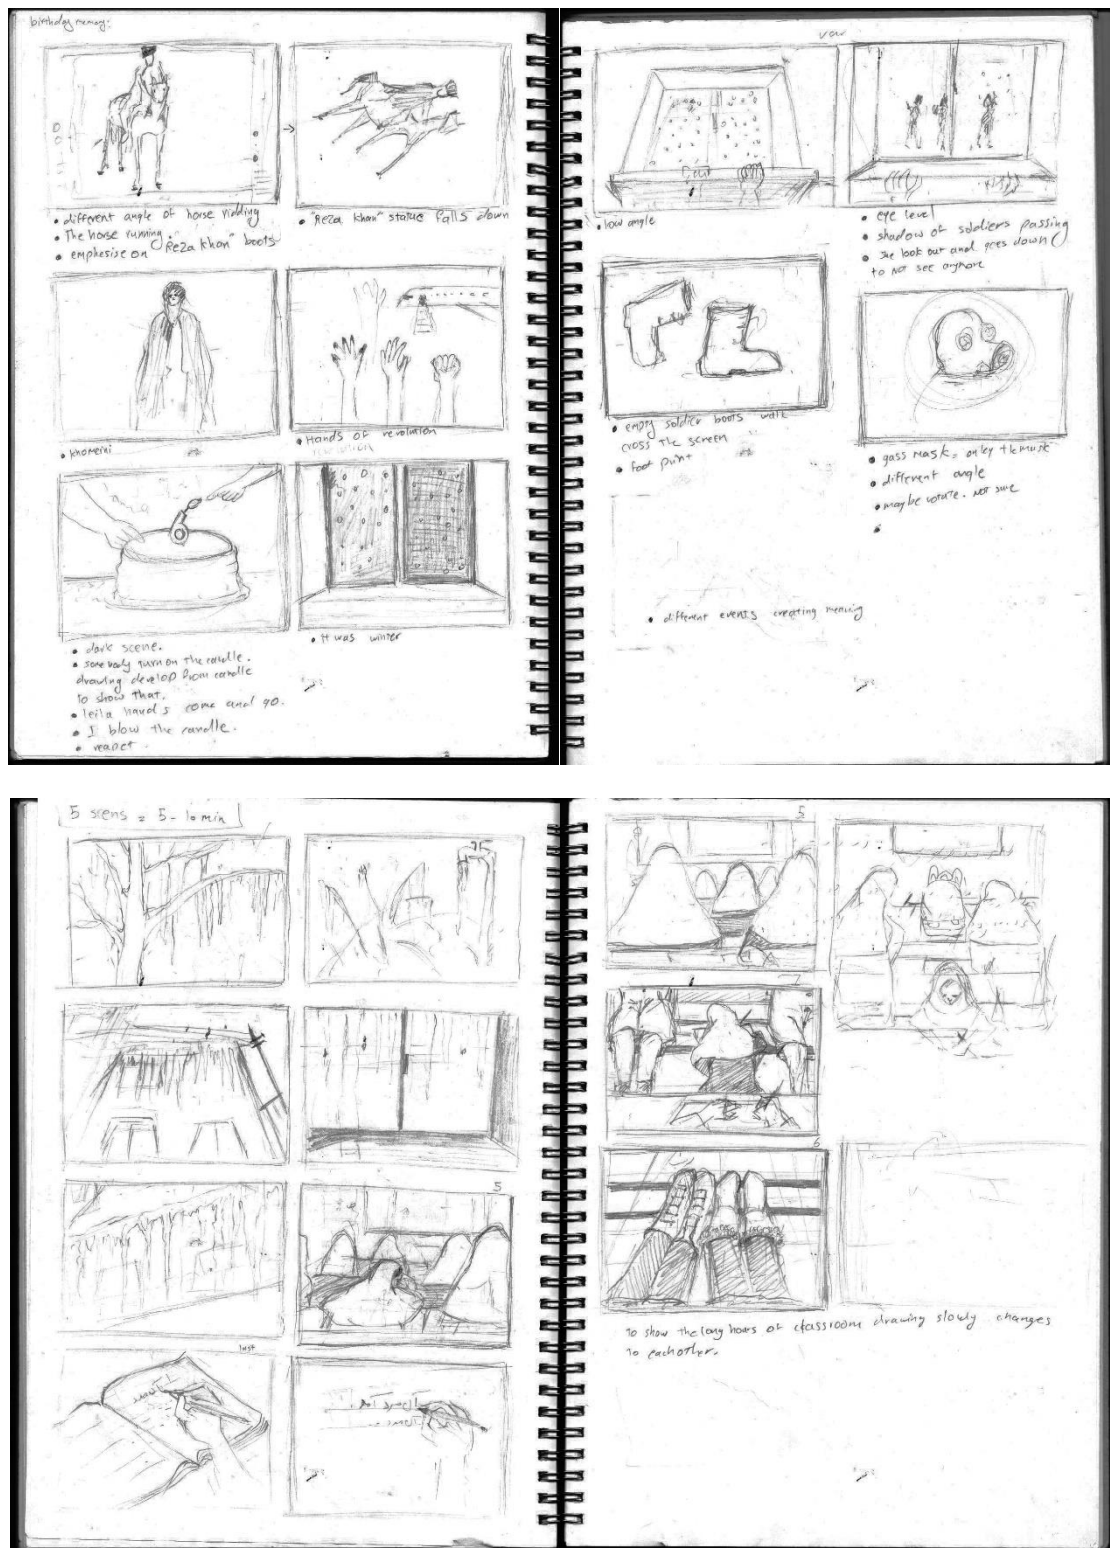 birthday memory:
• different angle of horse ridding
• The horse running
• emphesise on "Reza khan" boots
• "Reza khan" statue falls down
• khomeini
• Hands of revolution
• dark scene.
• somebody turn on the candle.
drawing develop from candle
to show that.
• leila hands come and go.
• I blow the candle.
• reapet
• It was winter
• low angle
• eye level
• shadow of soldiers passing
• she look out and goes down
to not see anymore
• empty soldier boots walk
cross the screen
• foot print
• gass mask = only the mask
• different angle
• maybe rotate. not sure
• different events creating meaning
5 scens = 5-10 min
5
last
5
6
To show the long hours of classroom drawing slowly changes
to eachother.